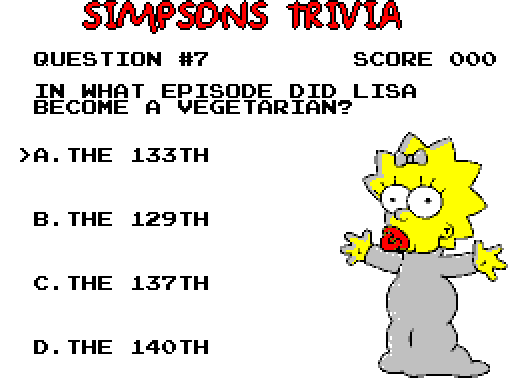 SIMPSONS TRIVIA
QUESTION #7 SCORE 000
IN WHAT EPISODE DID LISA
BECOME A VEGETARIAN?
>A. THE 133TH
B. THE 129TH
C. THE 137TH
D. THE 140TH